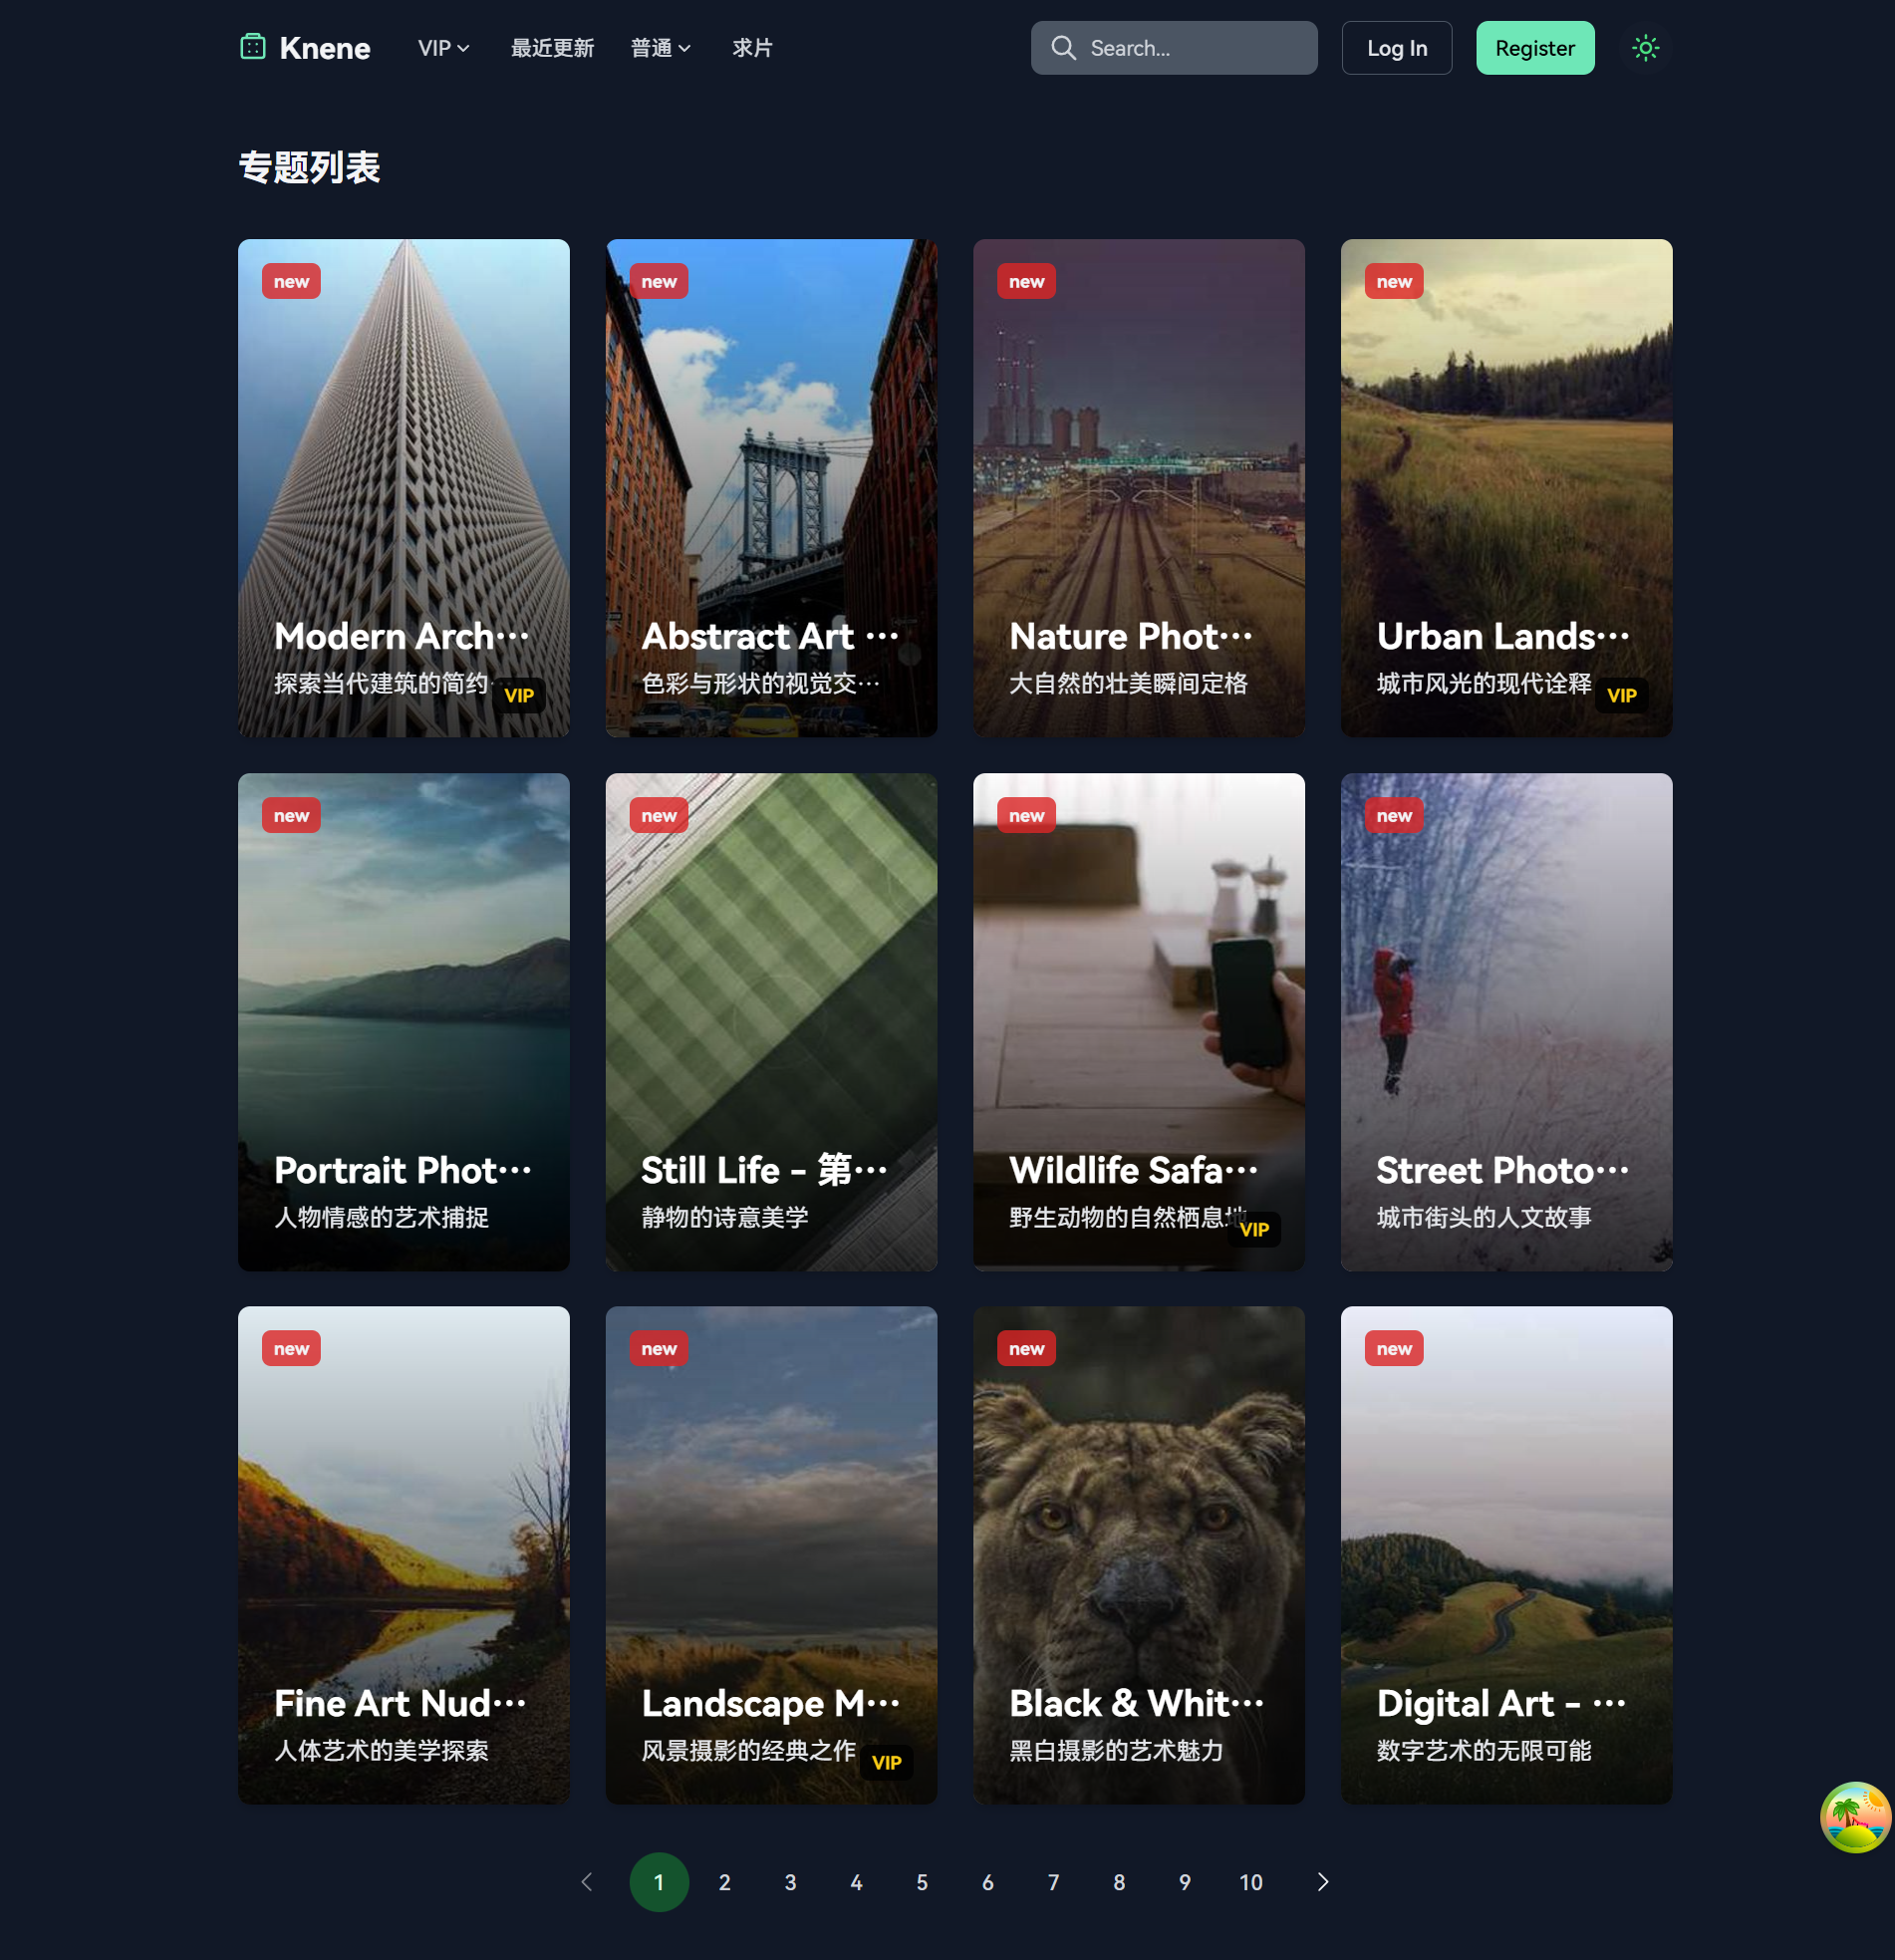 Knene
VIP
最近更新
普通
求片
Search...
Log In
Register
专题列表
new
Modern Arch···
探索当代建筑的简约···
VIP
new
Abstract Art ···
色彩与形状的视觉交···
new
Nature Phot···
大自然的壮美瞬间定格
new
Urban Lands···
城市风光的现代诠释
VIP
new
Portrait Phot···
人物情感的艺术捕捉
new
Still Life - 第···
静物的诗意美学
new
Wildlife Safa···
野生动物的自然栖息地
VIP
new
Street Photo···
城市街头的人文故事
new
Fine Art Nud···
人体艺术的美学探索
new
Landscape M···
风景摄影的经典之作
VIP
new
Black & Whit···
黑白摄影的艺术魅力
new
Digital Art - ···
数字艺术的无限可能
1 2 3 4 5 6 7 8 9 10